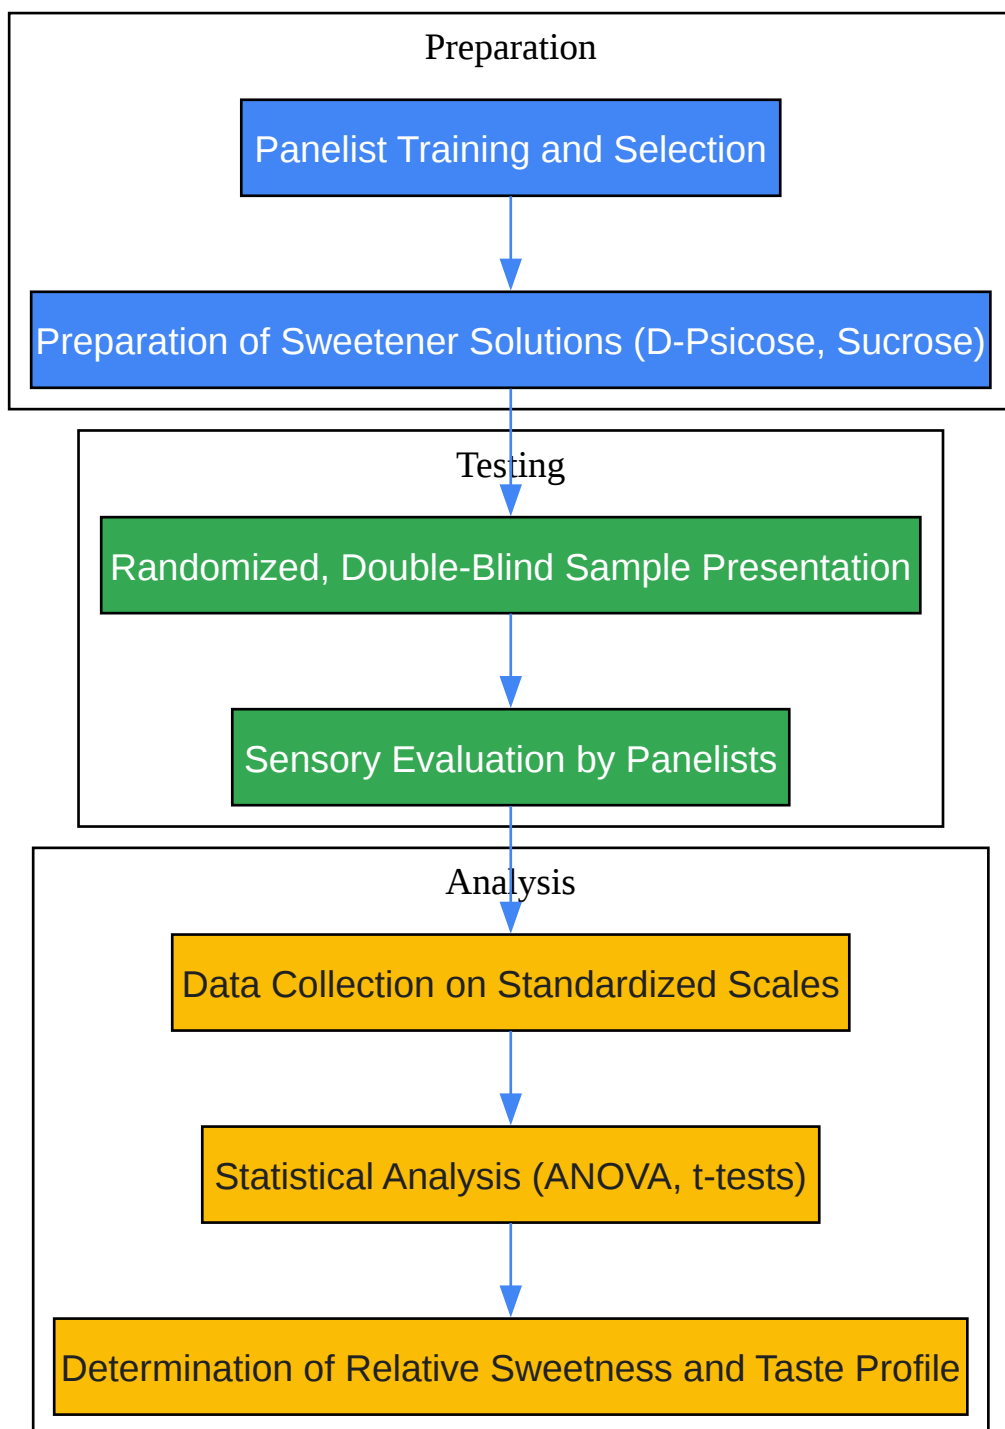 Preparation
Panelist Training and Selection
Preparation of Sweetener Solutions (D-Psicose, Sucrose)
Testing
Randomized, Double-Blind Sample Presentation
Sensory Evaluation by Panelists
Analysis
Data Collection on Standardized Scales
Statistical Analysis (ANOVA, t-tests)
Determination of Relative Sweetness and Taste Profile